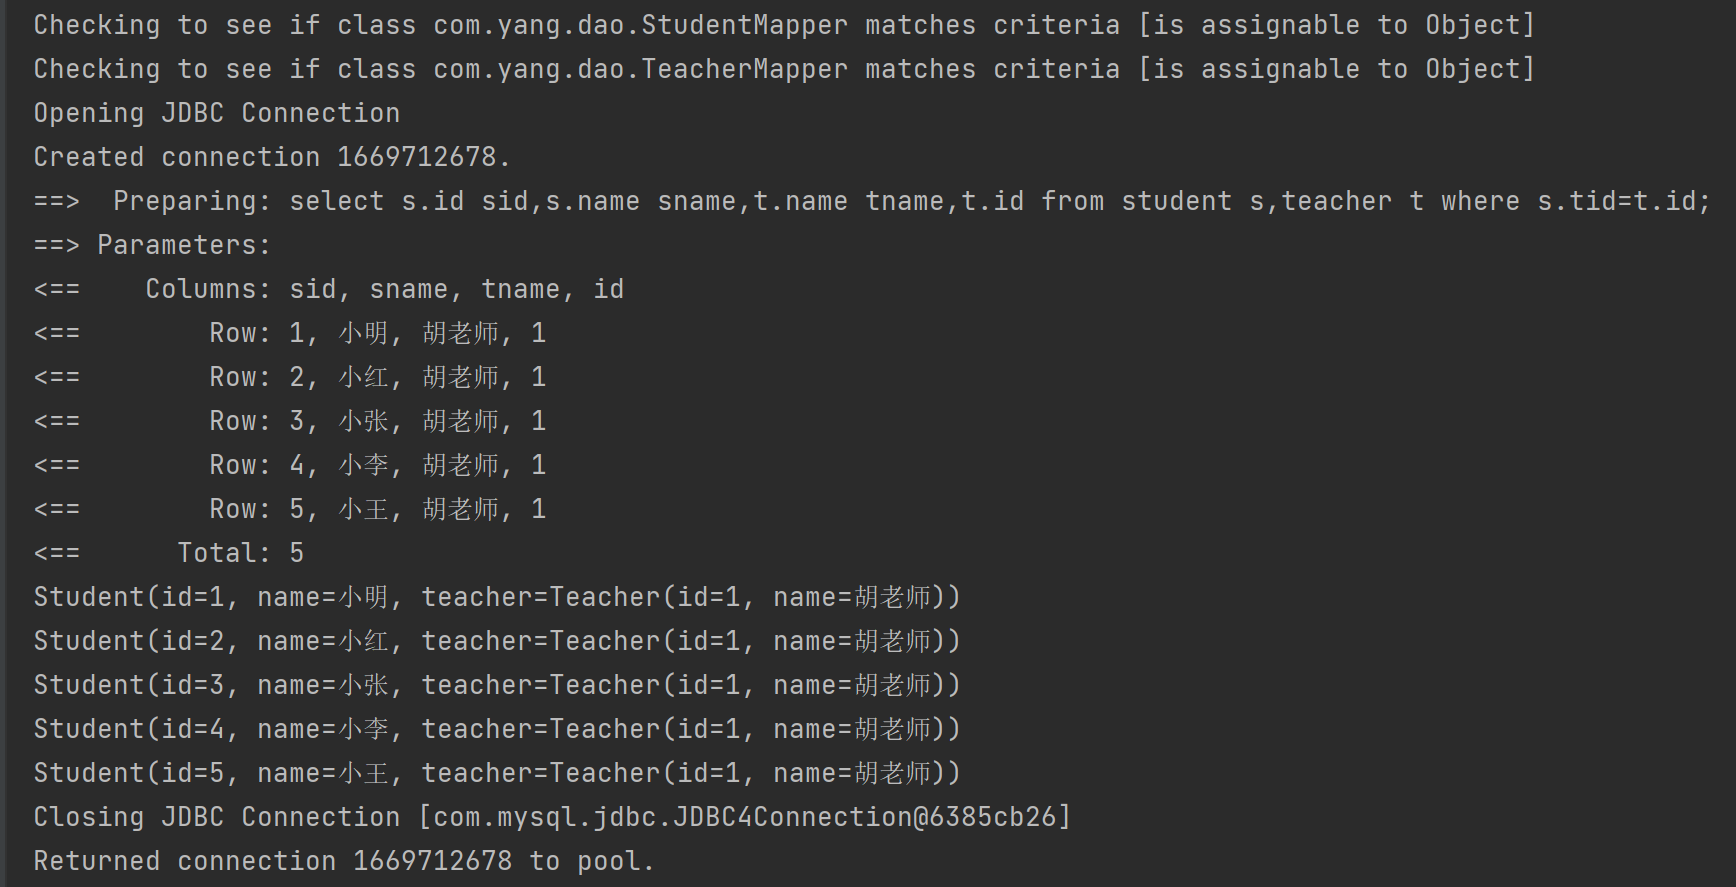 Checking to see if class com.yang.dao.StudentMapper matches criteria [is assignable to Object]
Checking to see if class com.yang.dao.TeacherMapper matches criteria [is assignable to Object]
Opening JDBC Connection
Created connection 1669712678.
==>  Preparing: select s.id sid,s.name sname,t.name tname,t.id from student s,teacher t where s.tid=t.id;
==> Parameters:
<==    Columns: sid, sname, tname, id
<==        Row: 1, 小明, 胡老师, 1
<==        Row: 2, 小红, 胡老师, 1
<==        Row: 3, 小张, 胡老师, 1
<==        Row: 4, 小李, 胡老师, 1
<==        Row: 5, 小王, 胡老师, 1
<==      Total: 5
Student(id=1, name=小明, teacher=Teacher(id=1, name=胡老师))
Student(id=2, name=小红, teacher=Teacher(id=1, name=胡老师))
Student(id=3, name=小张, teacher=Teacher(id=1, name=胡老师))
Student(id=4, name=小李, teacher=Teacher(id=1, name=胡老师))
Student(id=5, name=小王, teacher=Teacher(id=1, name=胡老师))
Closing JDBC Connection [com.mysql.jdbc.JDBC4Connection@6385cb26]
Returned connection 1669712678 to pool.